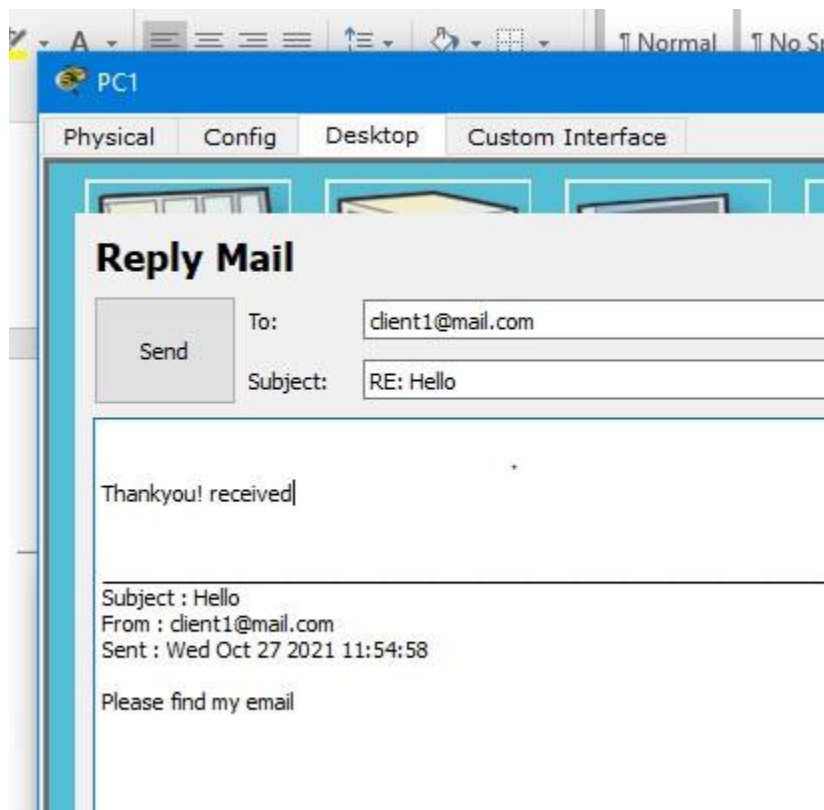 A
¶ Normal
¶ No Sp
PC1
Physical Config Desktop Custom Interface
Reply Mail
Send
To: client1@mail.com
Subject: RE: Hello
Thankyou! received
Subject : Hello
From : client1@mail.com
Sent : Wed Oct 27 2021 11:54:58
Please find my email